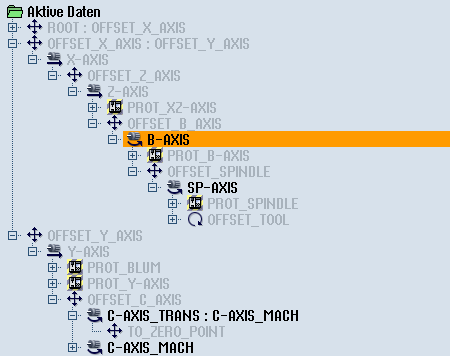 Aktive Daten
ROOT : OFFSET_X_AXIS
OFFSET_X_AXIS : OFFSET_Y_AXIS
X-AXIS
OFFSET_Z_AXIS
Z-AXIS
PROT_XZ-AXIS
OFFSET_B_AXIS
B-AXIS
PROT_B-AXIS
OFFSET_SPINDLE
SP-AXIS
PROT_SPINDLE
OFFSET_TOOL
OFFSET_Y_AXIS
Y-AXIS
PROT_BLUM
PROT_Y-AXIS
OFFSET_C_AXIS
C-AXIS_TRANS : C-AXIS_MACH
TO_ZERO_POINT
C-AXIS_MACH